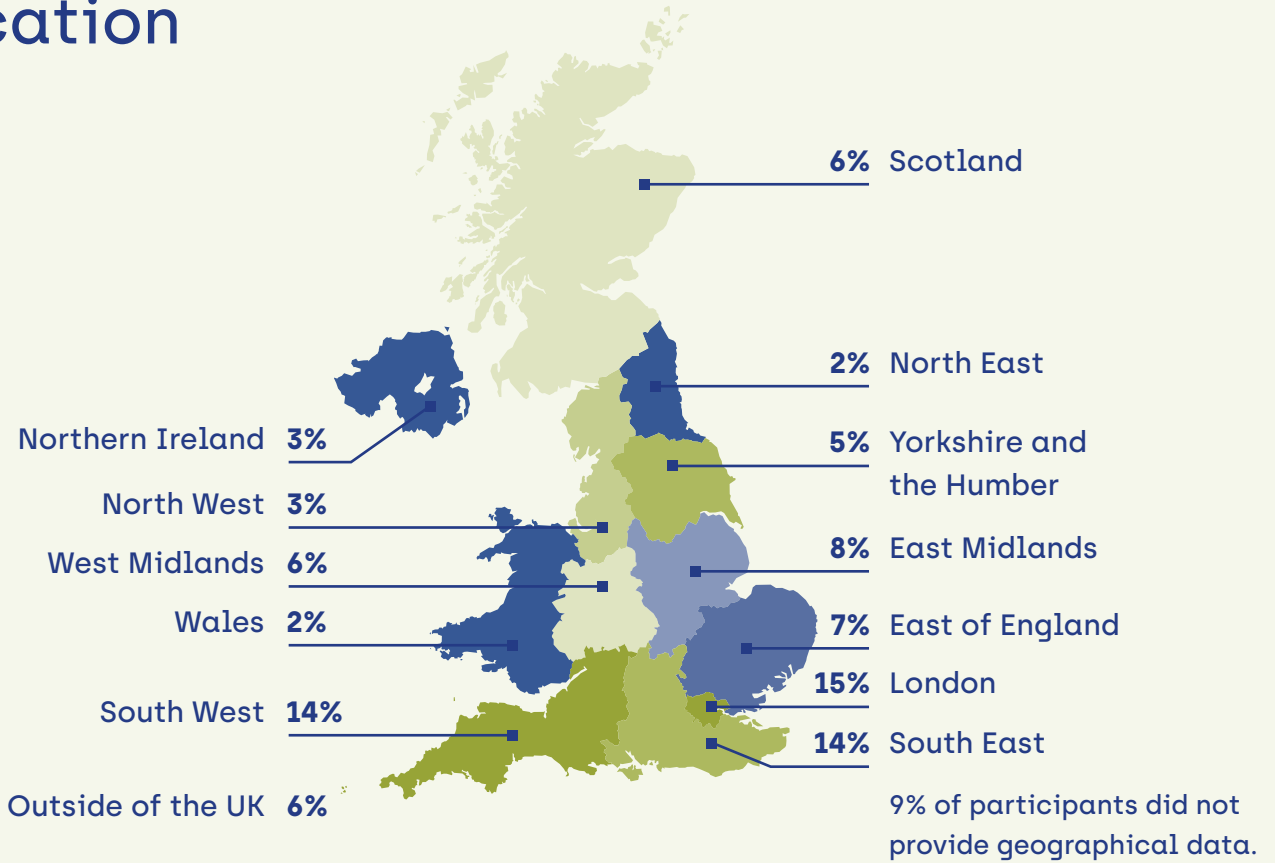 cation
6% Scotland
2% North East
5% Yorkshire and
the Humber
8% East Midlands
7% East of England
15% London
14% South East
Northern Ireland 3%
North West 3%
West Midlands 6%
Wales 2%
South West 14%
Outside of the UK 6%
9% of participants did not
provide geographical data.